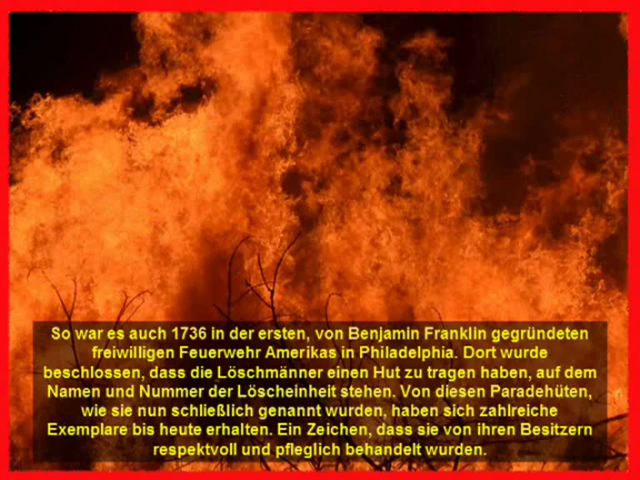 So war es auch 1736 in der ersten, von Benjamin Franklin gegründeten
freiwilligen Feuerwehr Amerikas in Philadelphia. Dort wurde
beschlossen, dass die Löschmänner einen Hut zu tragen haben, auf dem
Namen und Nummer der Löscheinheit stehen. Von diesen Paradehüten,
wie sie nun schließlich genannt wurden, haben sich zahlreiche
Exemplare bis heute erhalten. Ein Zeichen, dass sie von ihren Besitzern
respektvoll und pfleglich behandelt wurden.